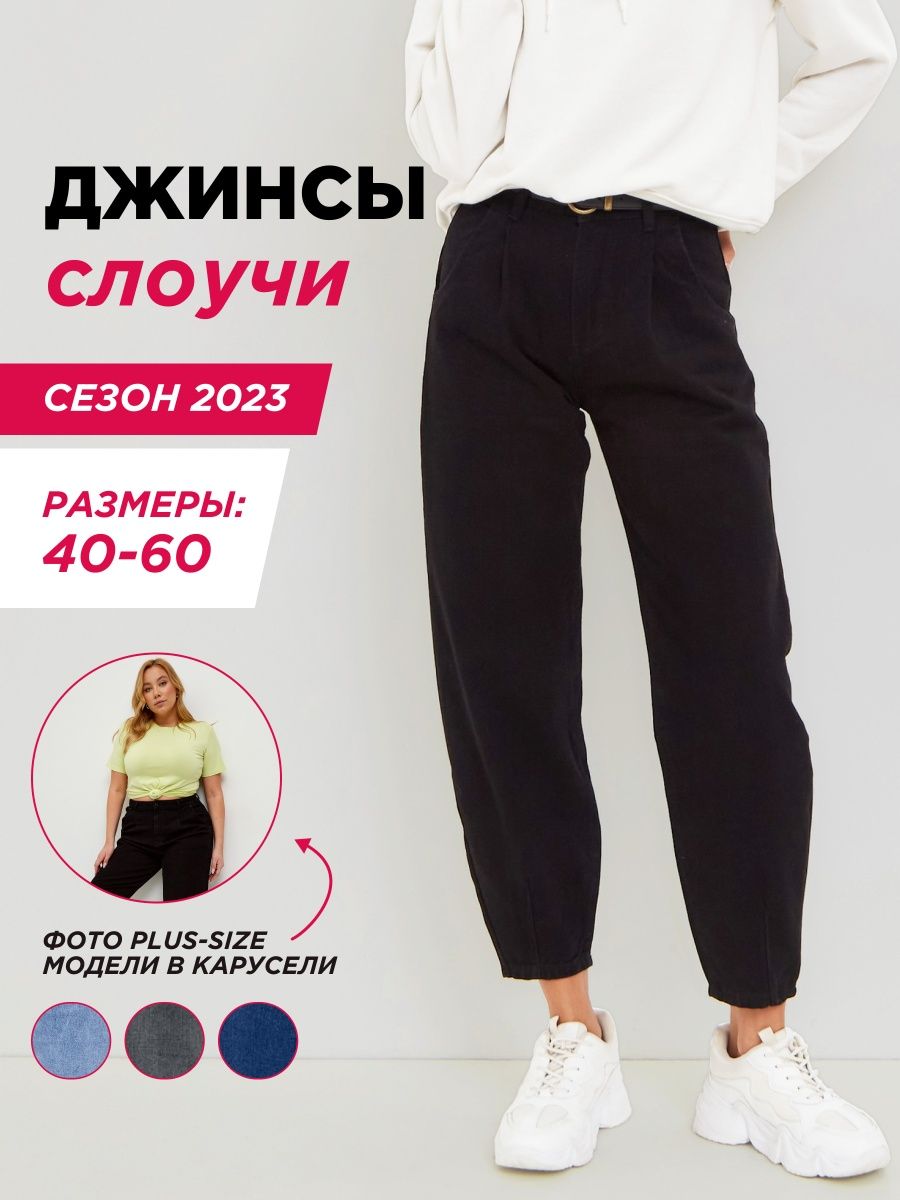 ДЖИНСЫ
СЛОУЧИ
СЕЗОН 2023
РАЗМЕРЫ:
40-60
ФОТО PLUS-SIZE
МОДЕЛИ В КАРУСЕЛИ